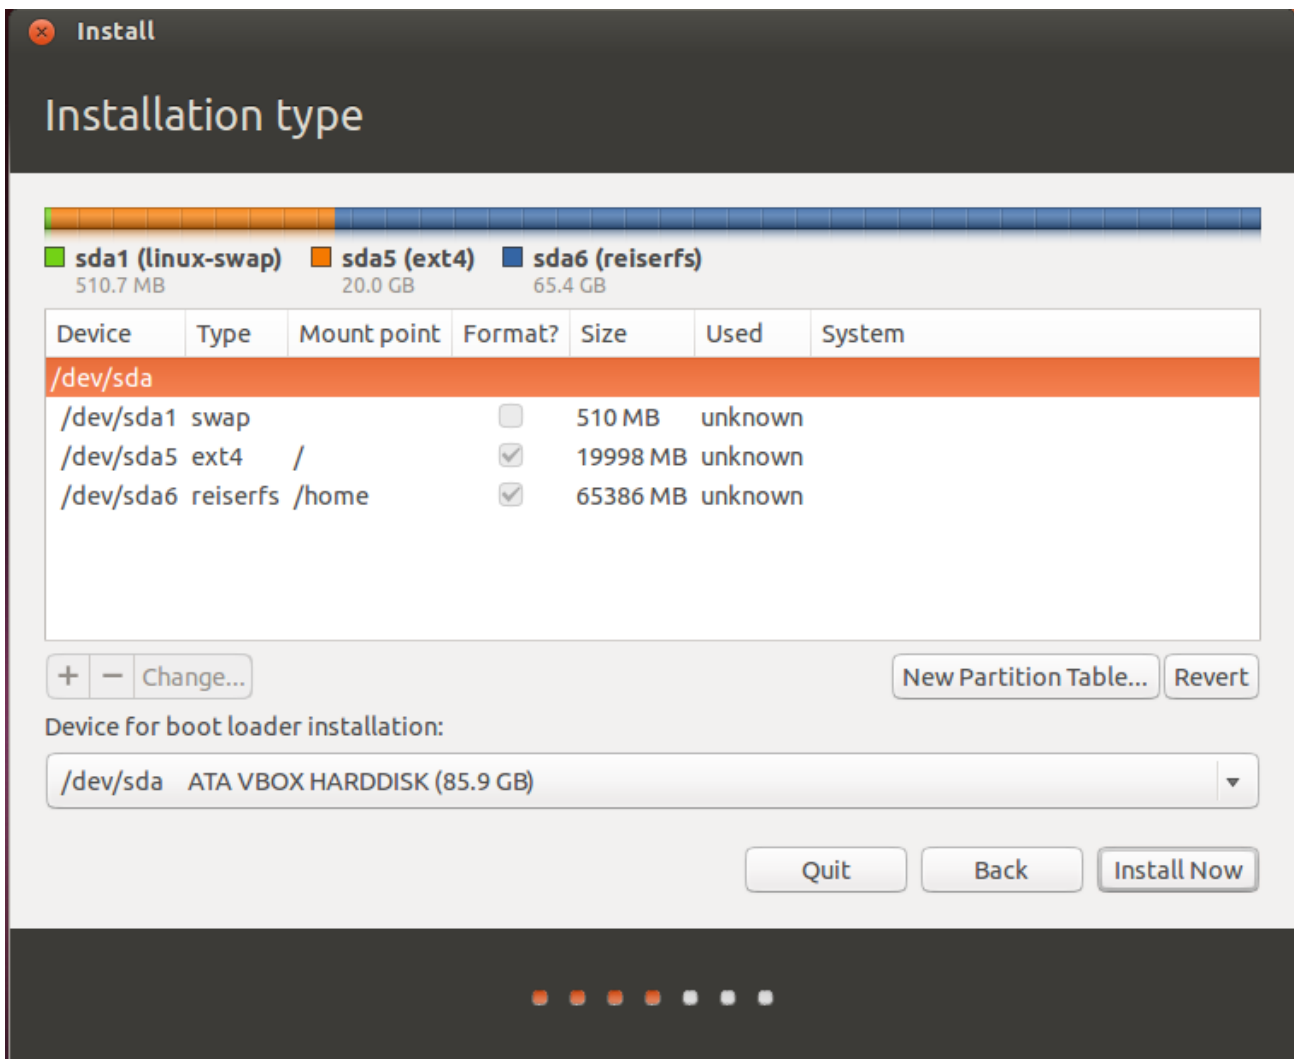 Install
Installation type
sda1 (linux-swap) sda5 (ext4) sda6 (reiserfs)
510.7 MB 20.0 GB 65.4 GB
Device Type Mount point Format? Size Used System
/dev/sda
/dev/sda1 swap 510 MB unknown
/dev/sda5 ext4 / 19998 MB unknown
/dev/sda6 reiserfs /home 65386 MB unknown
+ − Change... New Partition Table... Revert
Device for boot loader installation:
/dev/sda ATA VBOX HARDDISK (85.9 GB)
Quit Back Install Now